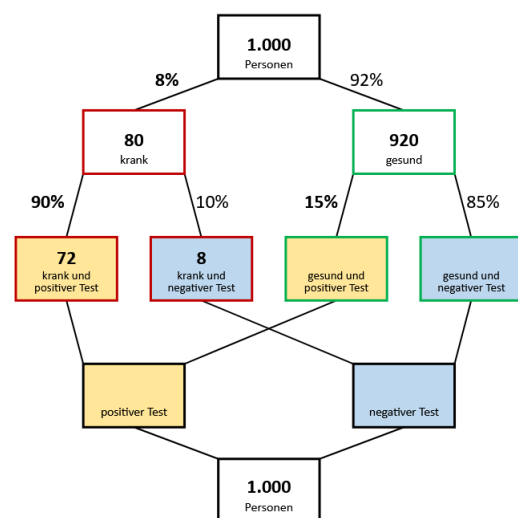 1.000
Personen
8%
92%
80
krank
920
gesund
90%
10%
15%
85%
72
krank und
positiver Test
8
krank und
negativer Test
gesund und
positiver Test
gesund und
negativer Test
positiver Test
negativer Test
1.000
Personen